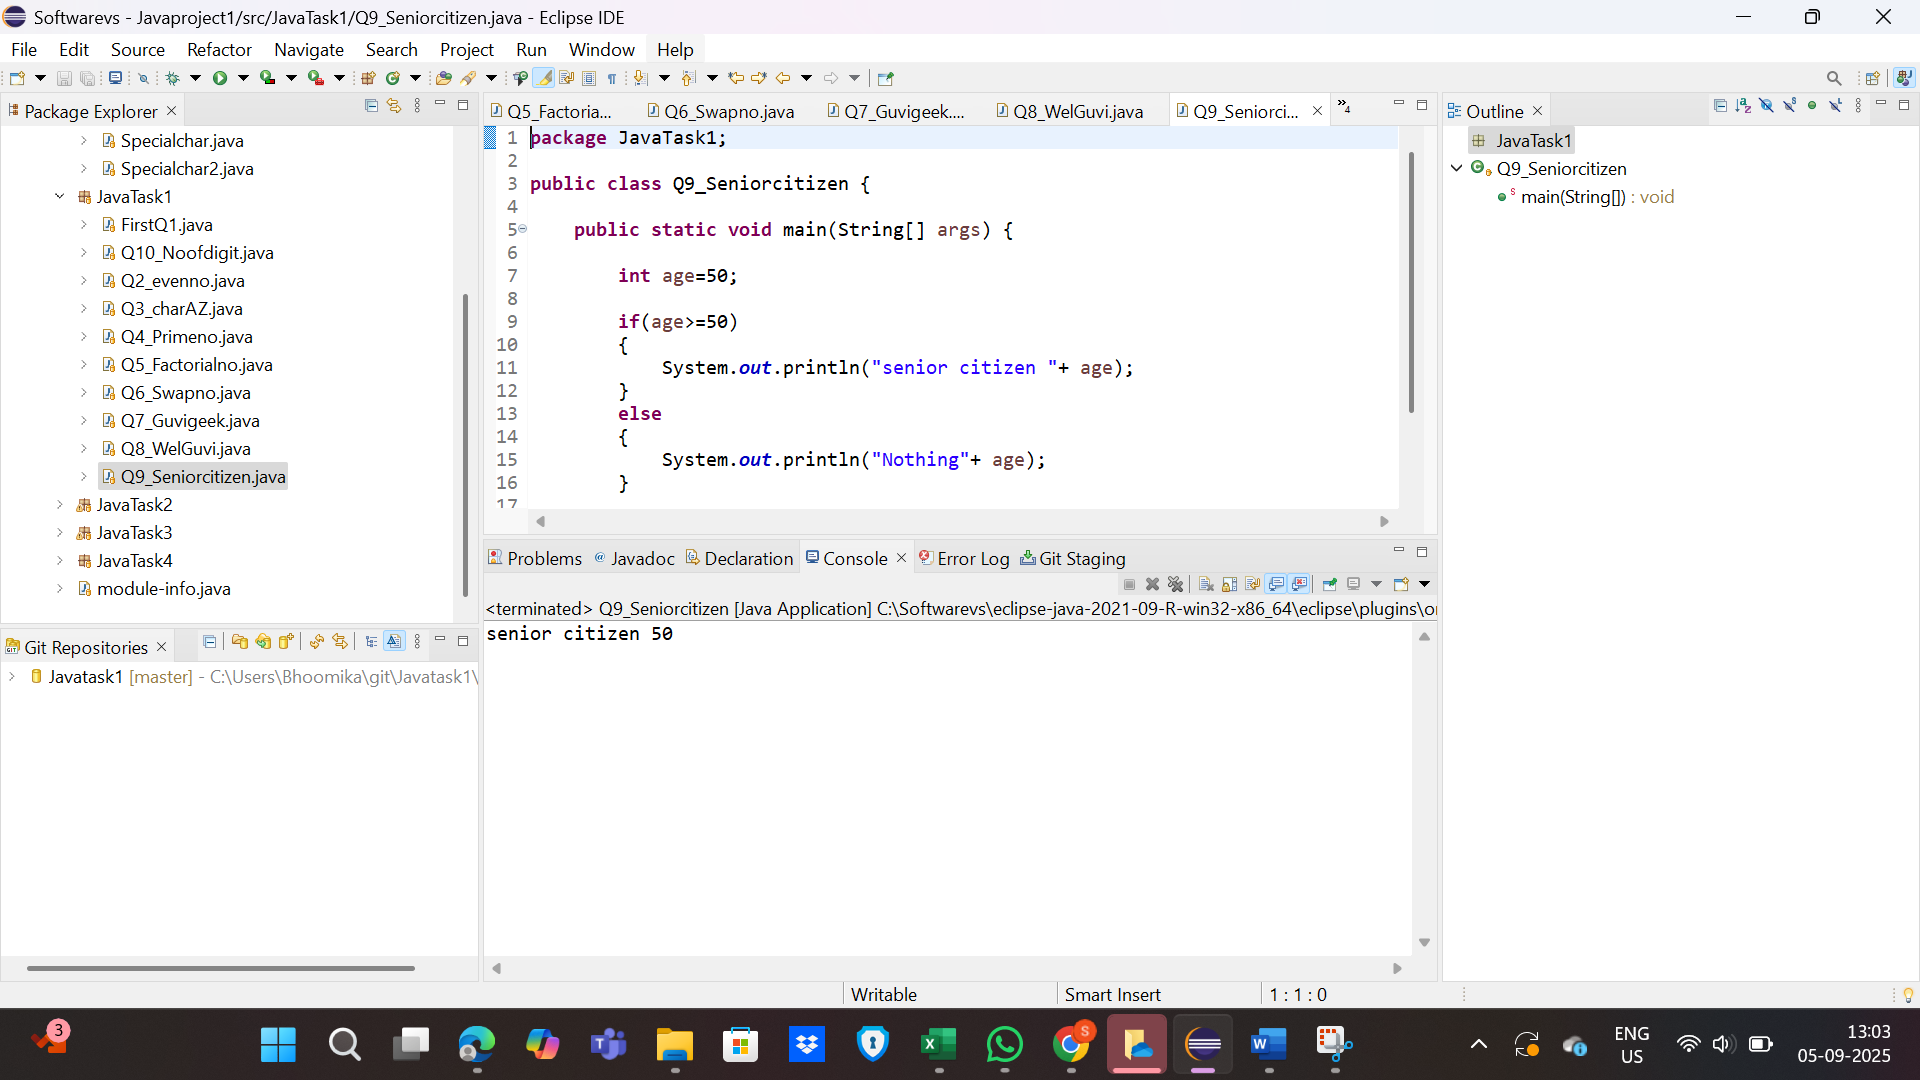 Softwarevs - Javaproject1/src/JavaTask1/Q9_Seniorcitizen.java - Eclipse IDE
File Edit Source Refactor Navigate Search Project Run Window Help
Package Explorer
Specialchar.java
Specialchar2.java
JavaTask1
FirstQ1.java
Q10_Noofdigit.java
Q2_evenno.java
Q3_charAZ.java
Q4_Primeno.java
Q5_Factorialno.java
Q6_Swapno.java
Q7_Guvigeek.java
Q8_WelGuvi.java
Q9_Seniorcitizen.java
JavaTask2
JavaTask3
JavaTask4
module-info.java
Git Repositories
Javatask1 [master] - C:\Users\Bhoomika\git\Javatask1\
Q5_Factoria... Q6_Swapno.java Q7_Guvigeek.... Q8_WelGuvi.java Q9_Seniorci... »4
1 package JavaTask1;
2
3 public class Q9_Seniorcitizen {
4
5 public static void main(String[] args) {
6
7 int age=50;
8
9 if(age>=50)
10 {
11 System.out.println("senior citizen "+ age);
12 }
13 else
14 {
15 System.out.println("Nothing"+ age);
16 }
17
Problems Javadoc Declaration Console Error Log Git Staging
<terminated> Q9_Seniorcitizen [Java Application] C:\Softwarevs\eclipse-java-2021-09-R-win32-x86_64\eclipse\plugins\or
senior citizen 50
Outline
JavaTask1
Q9_Seniorcitizen
main(String[]) : void
Writable Smart Insert 1 : 1 : 0
3
ENG
US
13:03
05-09-2025